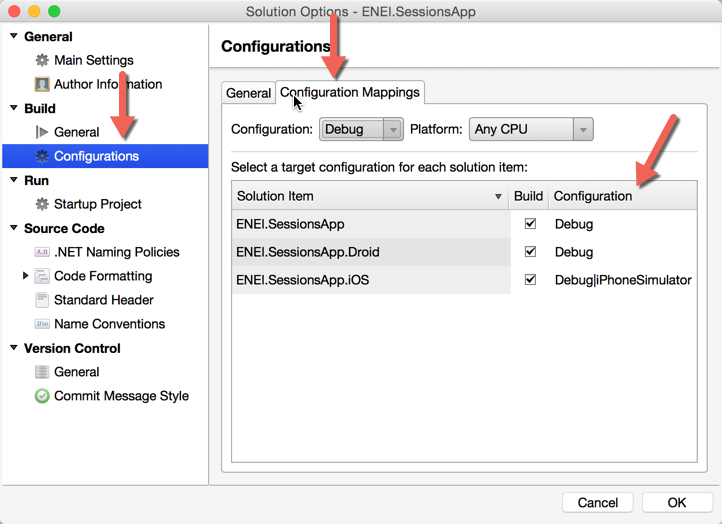 Solution Options - ENEI.SessionsApp
General
Main Settings
Author Information
Build
General
Configurations
Run
Startup Project
Source Code
.NET Naming Policies
Code Formatting
Standard Header
Name Conventions
Version Control
General
Commit Message Style
Configurations
General Configuration Mappings
Configuration: Debug Platform: Any CPU
Select a target configuration for each solution item:
Solution Item Build Configuration
ENEI.SessionsApp Debug
ENEI.SessionsApp.Droid Debug
ENEI.SessionsApp.iOS Debug|iPhoneSimulator
Cancel OK